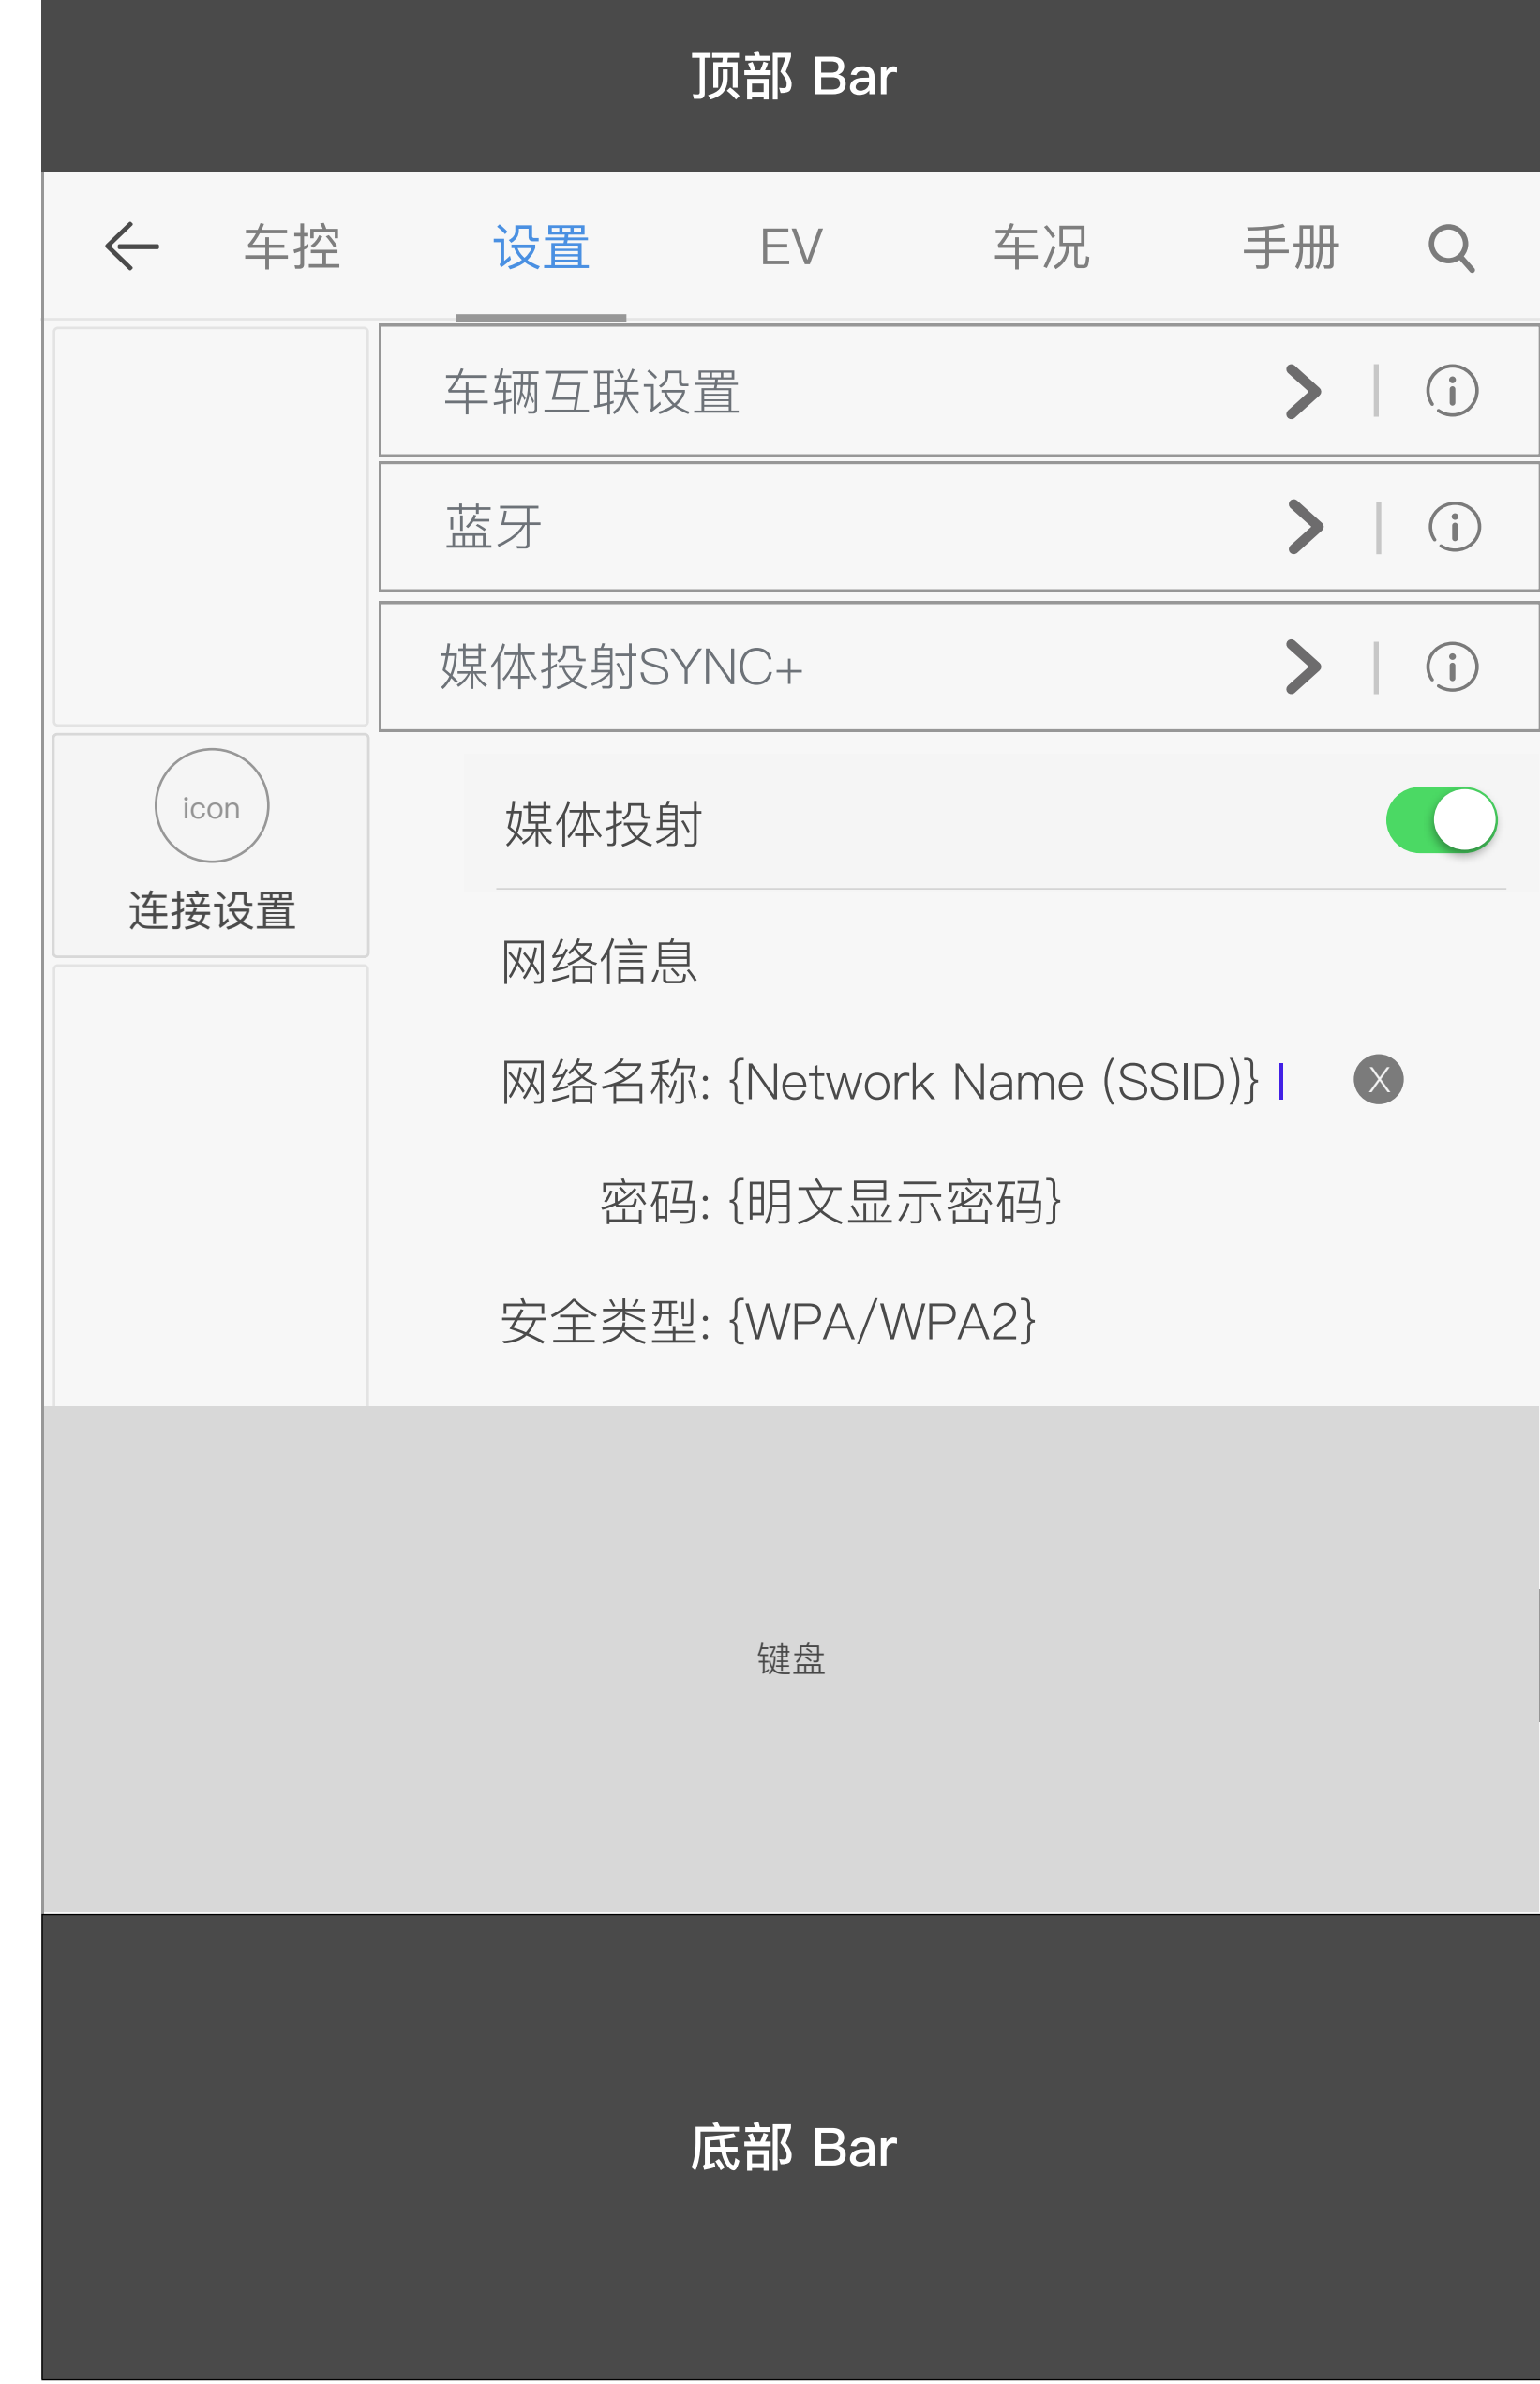 顶部 Bar
车控 设置 EV 车况 手册
车辆互联设置
蓝牙
媒体投射SYNC+
icon
连接设置
媒体投射
网络信息
网络名称: {Network Name (SSID)} X
密码: {明文显示密码}
安全类型: {WPA/WPA2}
键盘
底部 Bar